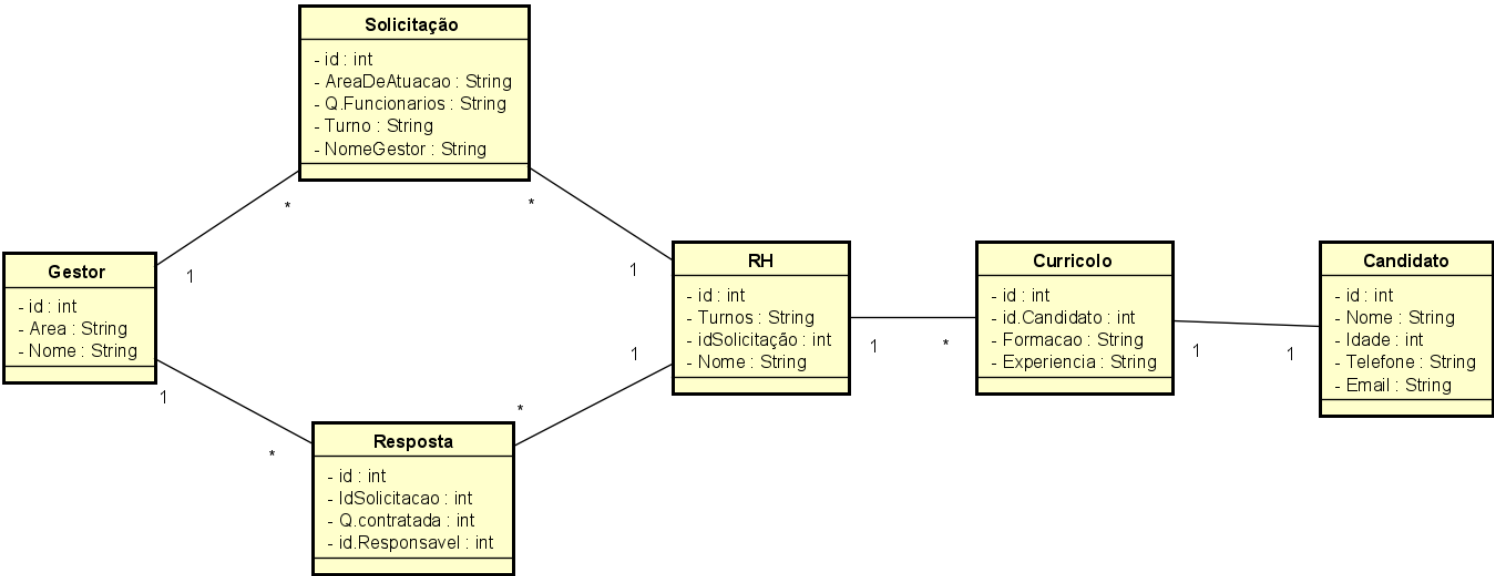 Solicitação
- id : int
- AreaDeAtuacao : String
- Q.Funcionarios : String
- Turno : String
- NomeGestor : String
*
*
Gestor
- id : int
- Area : String
- Nome : String
1
1
RH
- id : int
- Turnos : String
- idSolicitação : int
- Nome : String
1
1
1
*
Curricolo
- id : int
- id.Candidato : int
- Formacao : String
- Experiencia : String
1
1
Candidato
- id : int
- Nome : String
- Idade : int
- Telefone : String
- Email : String
*
*
Resposta
- id : int
- IdSolicitacao : int
- Q.contratada : int
- id.Responsavel : int